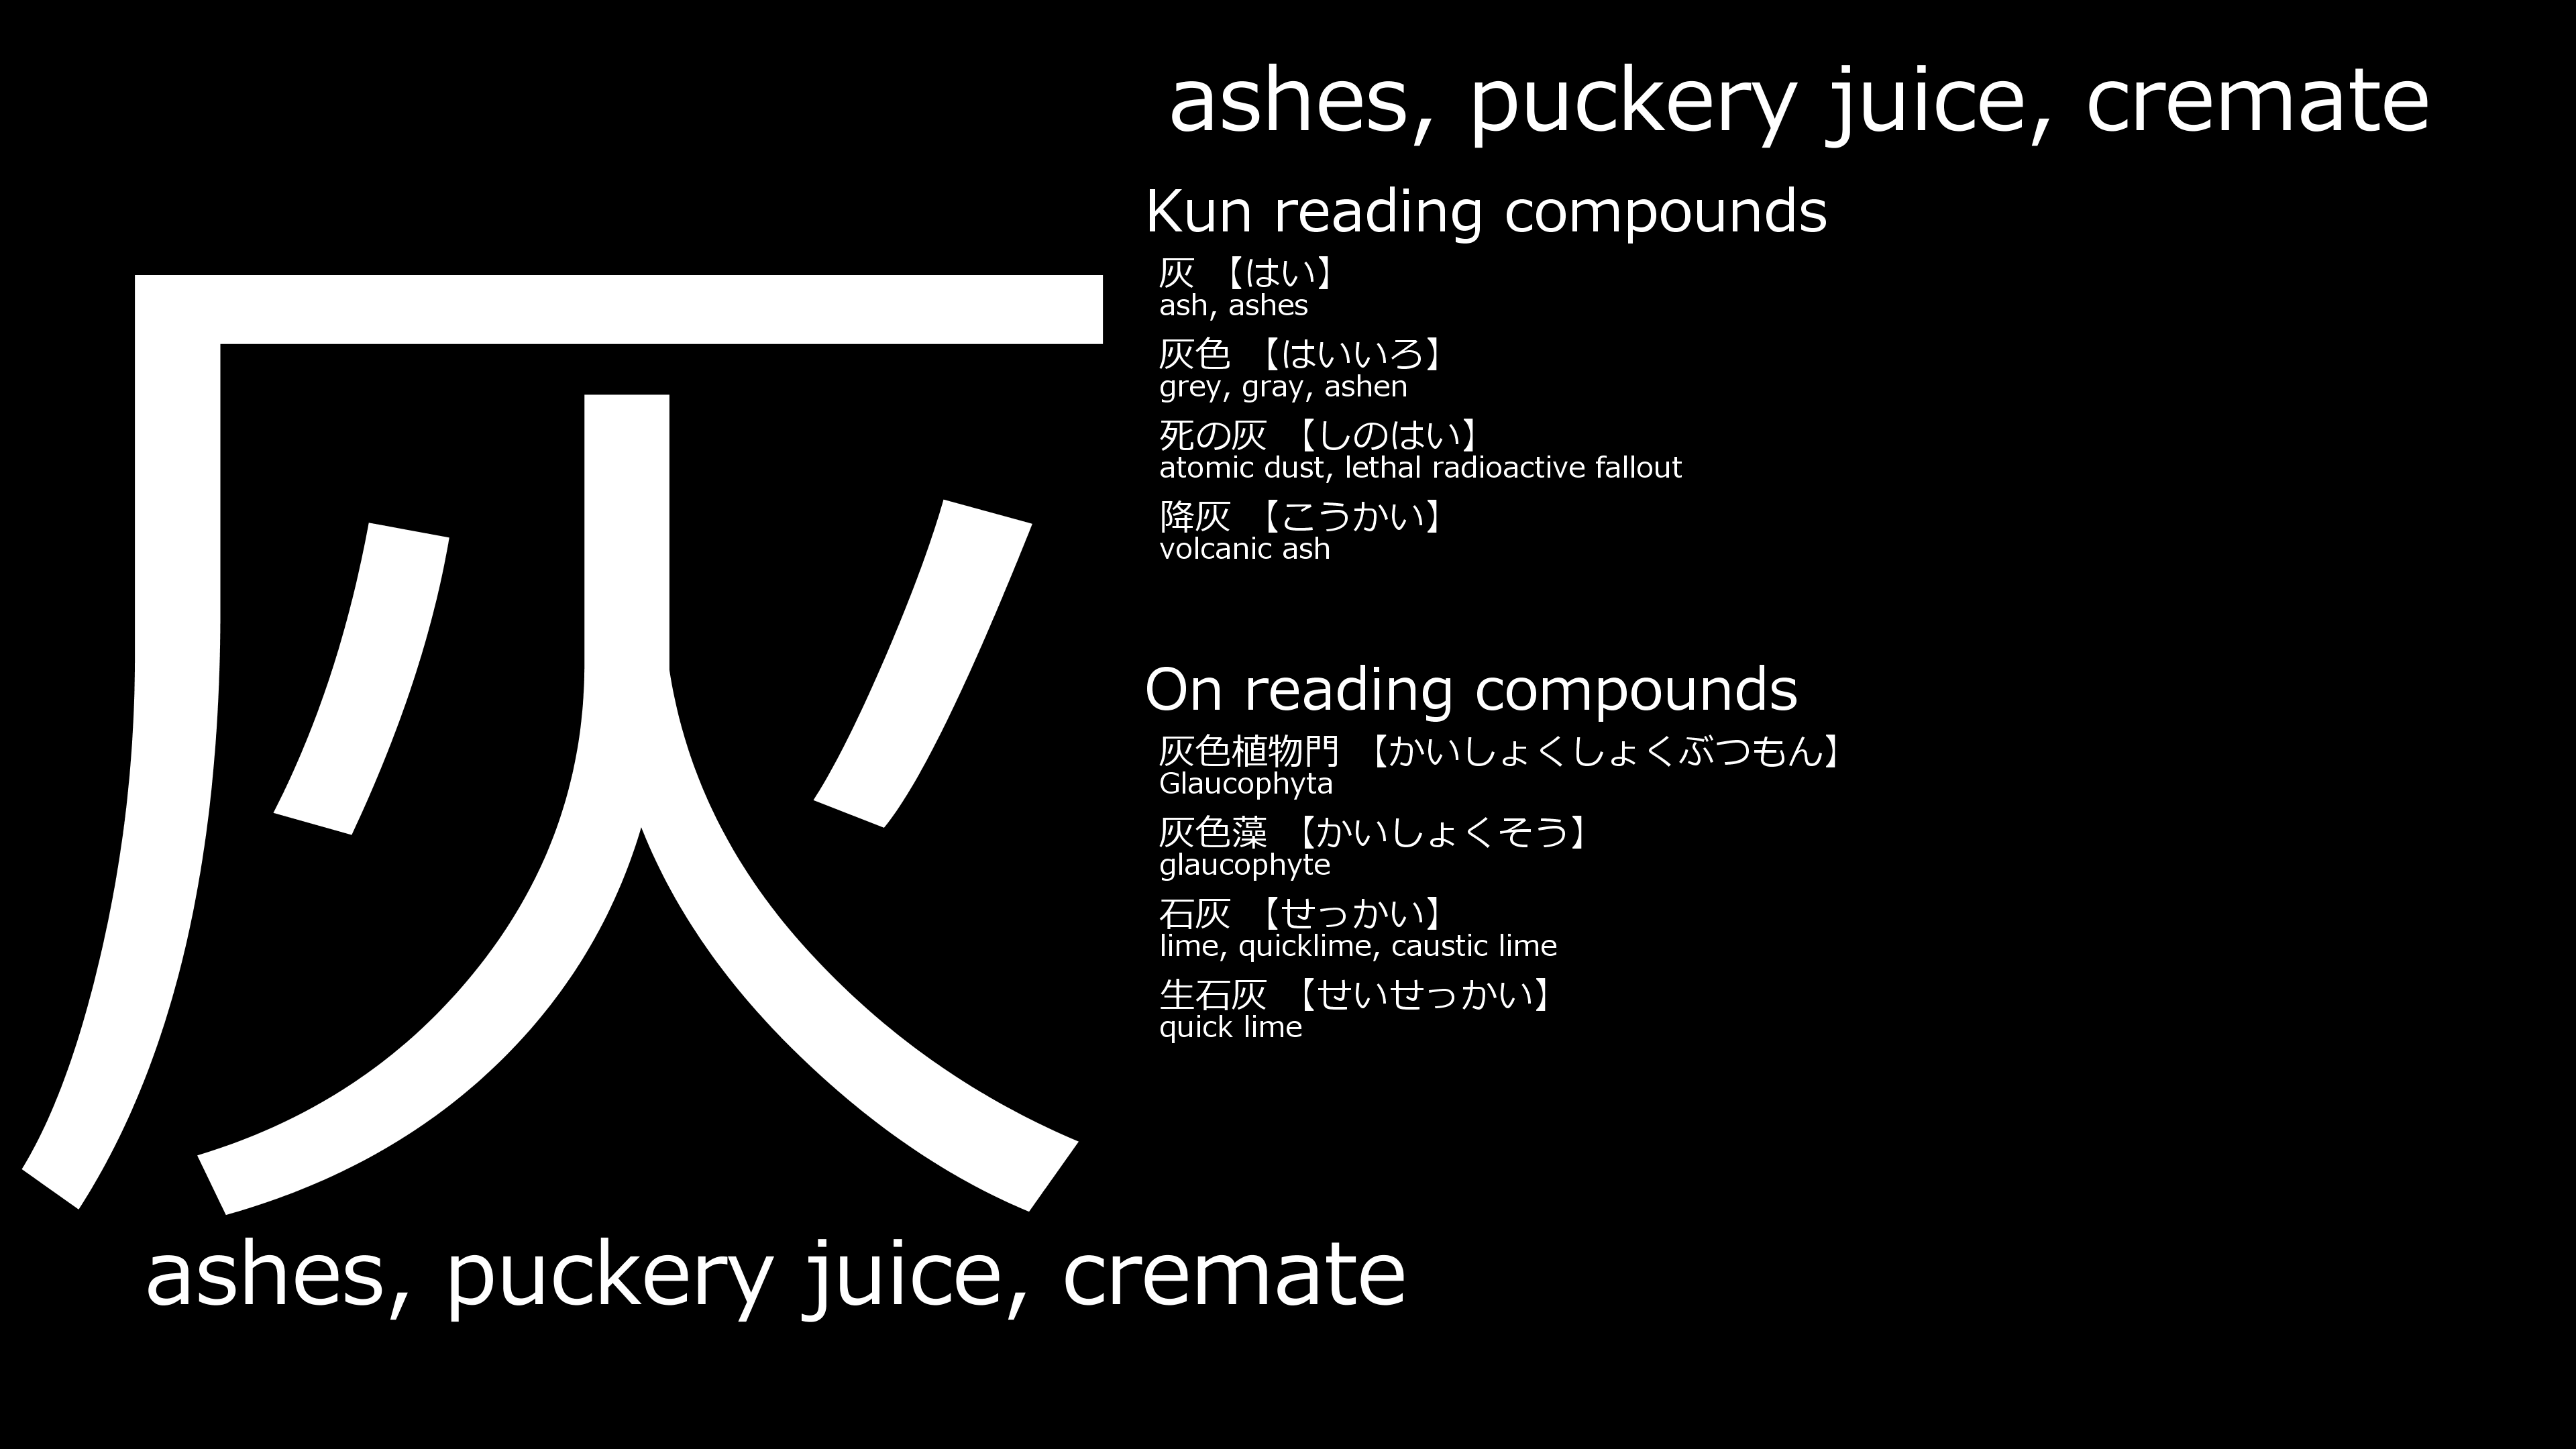 灰
ashes, puckery juice, cremate
ashes, puckery juice, cremate
Kun reading compounds
灰 【はい】
ash, ashes
灰色 【はいいろ】
grey, gray, ashen
死の灰 【しのはい】
atomic dust, lethal radioactive fallout
降灰 【こうかい】
volcanic ash
On reading compounds
灰色植物門 【かいしょくしょくぶつもん】
Glaucophyta
灰色藻 【かいしょくそう】
glaucophyte
石灰 【せっかい】
lime, quicklime, caustic lime
生石灰 【せいせっかい】
quick lime